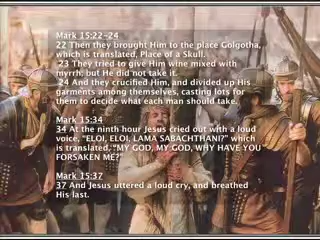 Mark 15:22-24
22 Then they brought Him to the place Golgotha,
which is translated, Place of a Skull.
23 They tried to give Him wine mixed with
myrrh; but He did not take it.
24 And they crucified Him, and divided up His
garments among themselves, casting lots for
them to decide what each man should take.
Mark 15:34
34 At the ninth hour Jesus cried out with a loud
voice, "ELOI, ELOI, LAMA SABACHTHANI?" which
is translated, "MY GOD, MY GOD, WHY HAVE YOU
FORSAKEN ME?"
Mark 15:37
37 And Jesus uttered a loud cry, and breathed
His last.